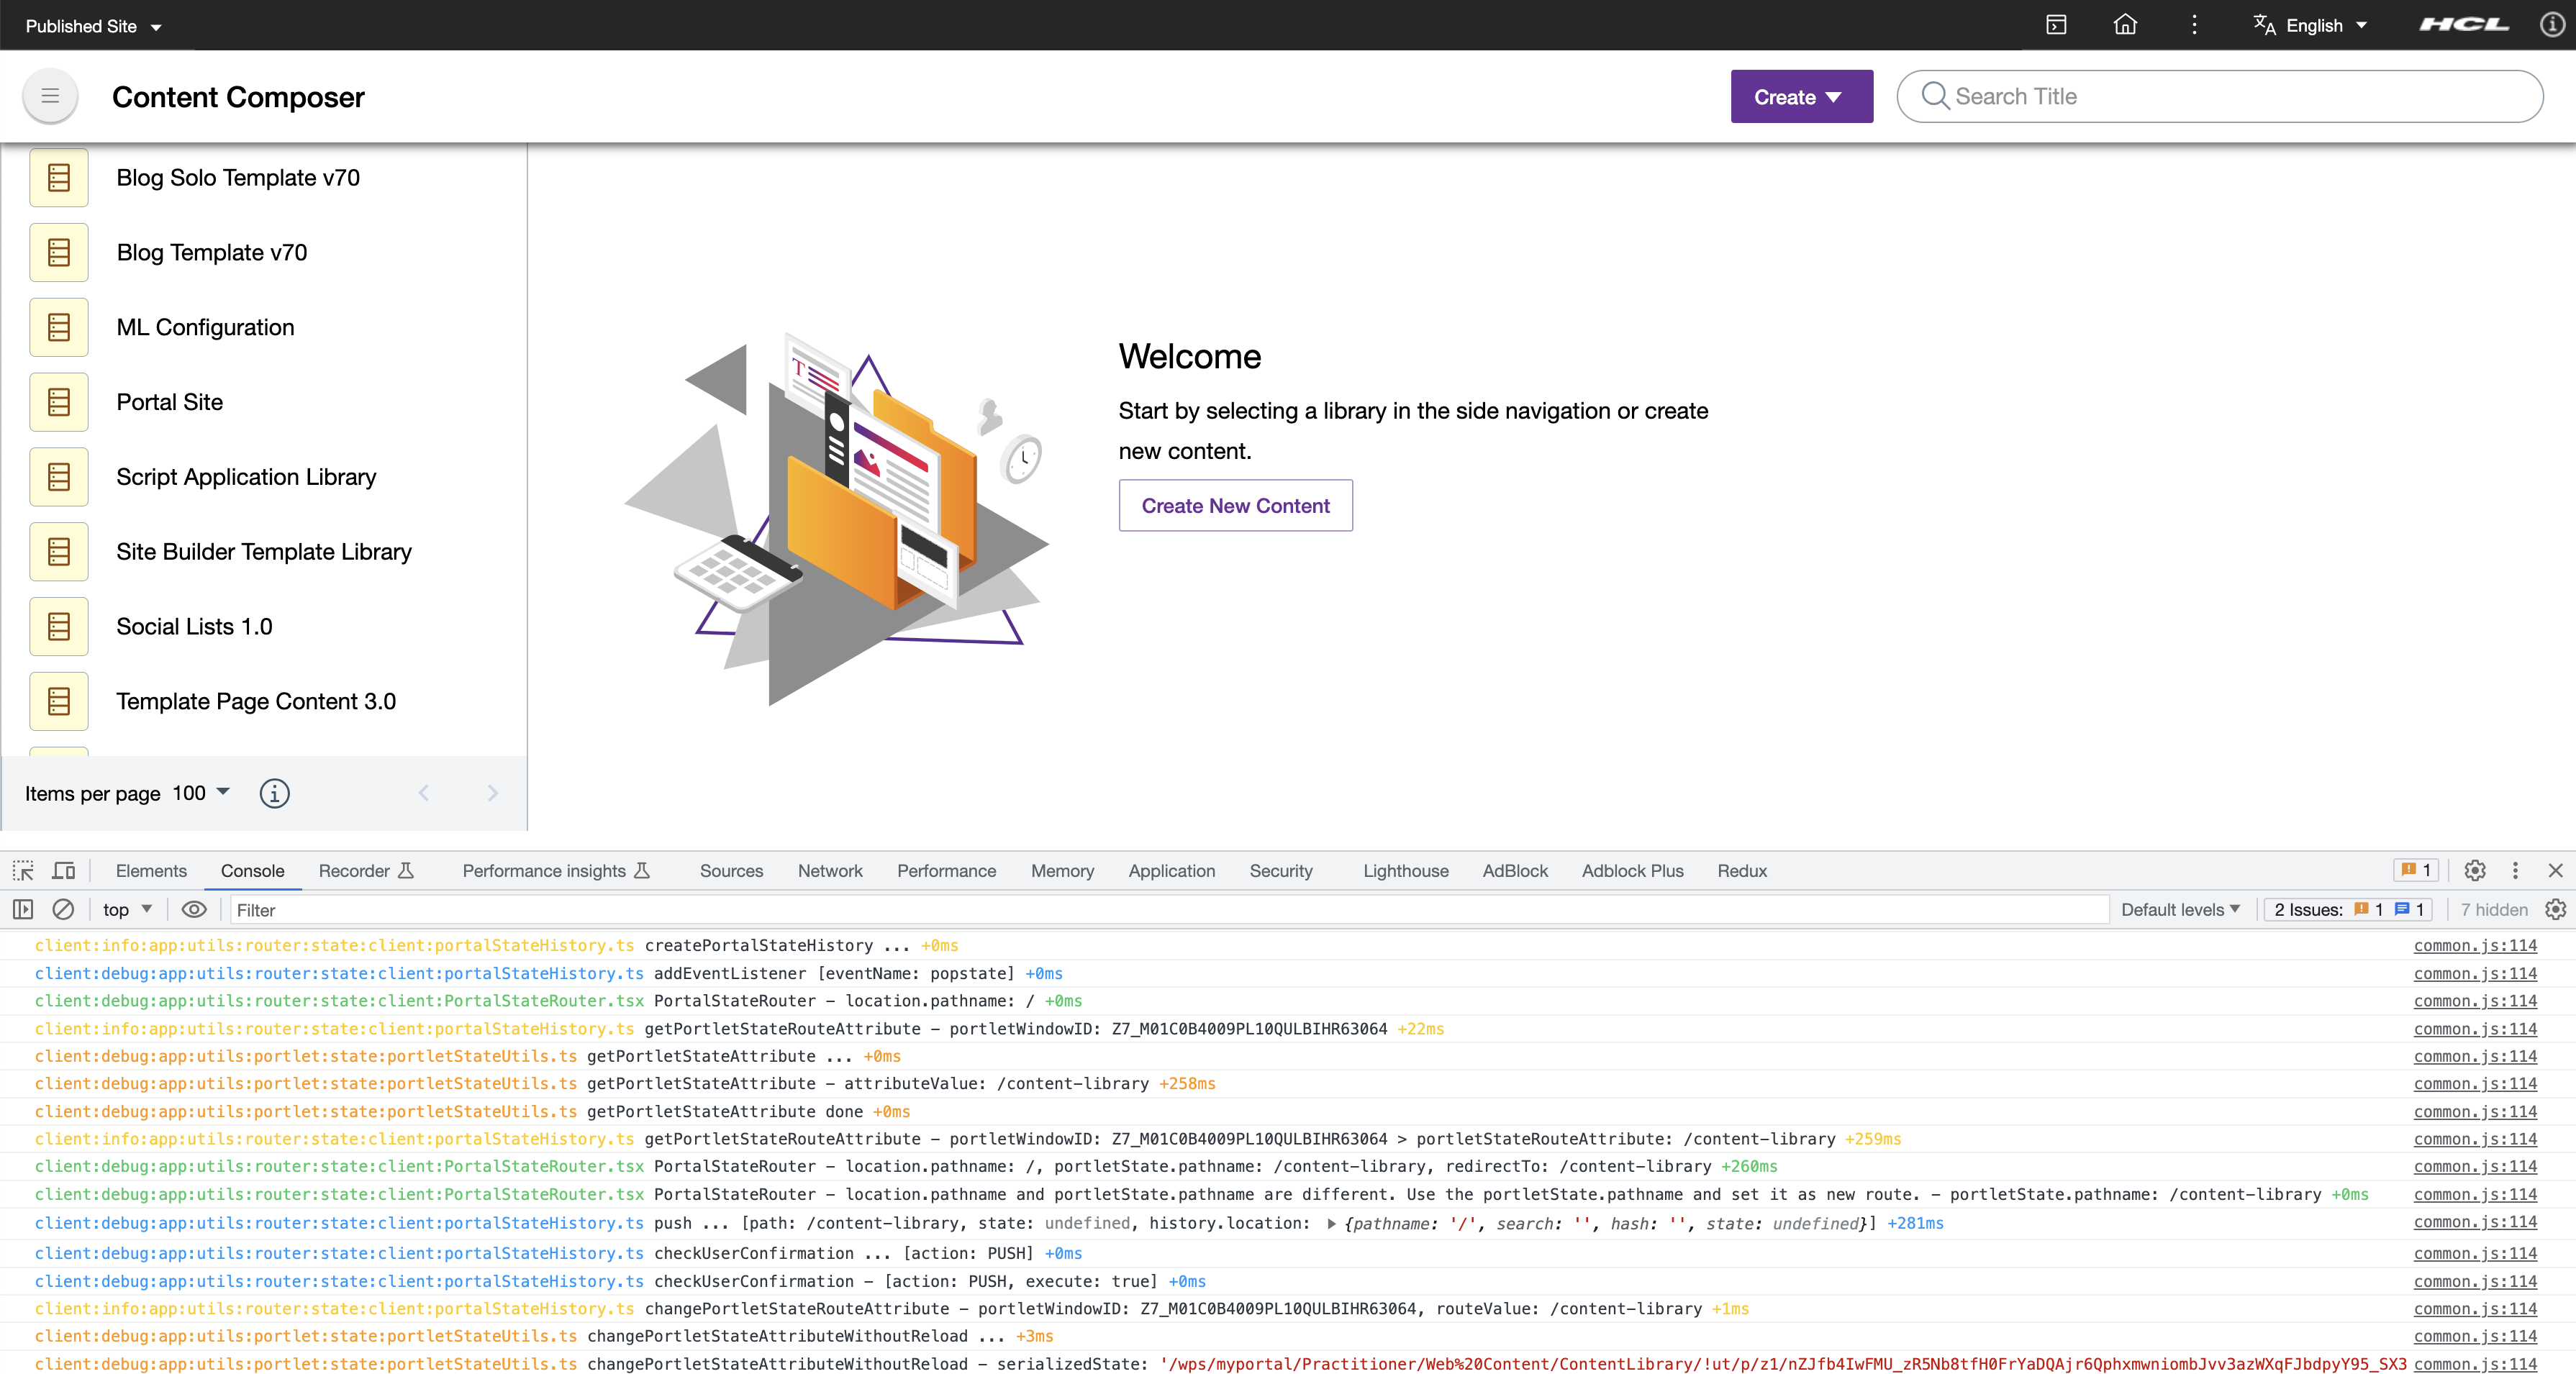 Published Site
English
HCL
Content Composer
Create
Search Title
Blog Solo Template v70
Blog Template v70
ML Configuration
Portal Site
Script Application Library
Site Builder Template Library
Social Lists 1.0
Template Page Content 3.0
Items per page 100
T
Welcome
Start by selecting a library in the side navigation or create
new content.
Create New Content
Elements Console Recorder Performance insights Sources Network Performance Memory Application Security Lighthouse AdBlock Adblock Plus Redux 1
top Filter Default levels 2 Issues: 1 1 7 hidden
client:info:app:utils:router:state:client:portalStateHistory.ts createPortalStateHistory ... +0ms common.js:114
client:debug:app:utils:router:state:client:portalStateHistory.ts addEventListener [eventName: popstate] +0ms common.js:114
client:debug:app:utils:router:state:client:PortalStateRouter.tsx PortalStateRouter – location.pathname: / +0ms common.js:114
client:info:app:utils:router:state:client:portalStateHistory.ts getPortletStateRouteAttribute – portletWindowID: Z7_M01C0B4009PL10QULBIHR63064 +22ms common.js:114
client:debug:app:utils:portlet:state:portletStateUtils.ts getPortletStateAttribute ... +0ms common.js:114
client:debug:app:utils:portlet:state:portletStateUtils.ts getPortletStateAttribute – attributeValue: /content-library +258ms common.js:114
client:debug:app:utils:portlet:state:portletStateUtils.ts getPortletStateAttribute done +0ms common.js:114
client:info:app:utils:router:state:client:portalStateHistory.ts getPortletStateRouteAttribute – portletWindowID: Z7_M01C0B4009PL10QULBIHR63064 > portletStateRouteAttribute: /content-library +259ms common.js:114
client:debug:app:utils:router:state:client:PortalStateRouter.tsx PortalStateRouter – location.pathname: /, portletState.pathname: /content-library, redirectTo: /content-library +260ms common.js:114
client:debug:app:utils:router:state:client:PortalStateRouter.tsx PortalStateRouter – location.pathname and portletState.pathname are different. Use the portletState.pathname and set it as new route. – portletState.pathname: /content-library +0ms common.js:114
client:debug:app:utils:router:state:client:portalStateHistory.ts push ... [path: /content-library, state: undefined, history.location: {pathname: '/', search: '', hash: '', state: undefined}] +281ms common.js:114
client:debug:app:utils:router:state:client:portalStateHistory.ts checkUserConfirmation ... [action: PUSH] +0ms common.js:114
client:debug:app:utils:router:state:client:portalStateHistory.ts checkUserConfirmation – [action: PUSH, execute: true] +0ms common.js:114
client:info:app:utils:router:state:client:portalStateHistory.ts changePortletStateRouteAttribute – portletWindowID: Z7_M01C0B4009PL10QULBIHR63064, routeValue: /content-library +1ms common.js:114
client:debug:app:utils:portlet:state:portletStateUtils.ts changePortletStateAttributeWithoutReload ... +3ms common.js:114
client:debug:app:utils:portlet:state:portletStateUtils.ts changePortletStateAttributeWithoutReload – serializedState: '/wps/myportal/Practitioner/Web%20Content/ContentLibrary/!ut/p/z1/nZJfb4IwFMU_zR5Nb8tfH0FrYaDQAjr6QphxmwniombJvv3azWXqFJbdpyY95_SX3 common.js:114